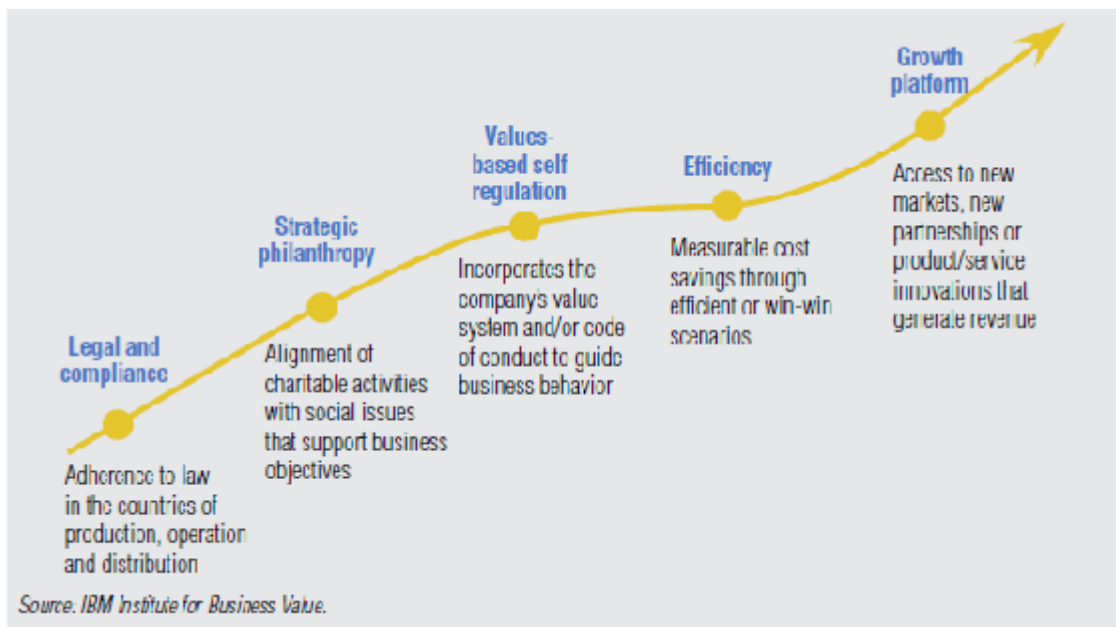 Legal and
compliance
Adherence to law
in the countries of
production, operation
and distribution
Strategic
philanthropy
Alignment of
charitable activities
with social issues
that support business
objectives
Values-
based self
regulation
Incorporates the
company's value
system and/or code
of conduct to guide
business behavior
Efficiency
Measurable cost
savings through
efficient or win-win
scenarios
Growth
platform
Access to new
markets, new
partnerships or
product/service
innovations that
generate revenue
Source: IBM Institute for Business Value.